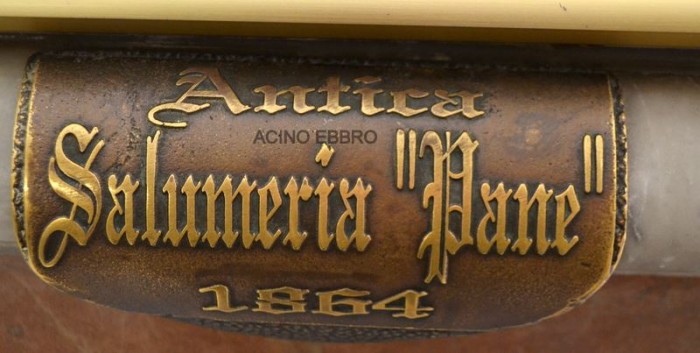 Antica
ACINO EBBRO
Salumeria "Pane"
1864